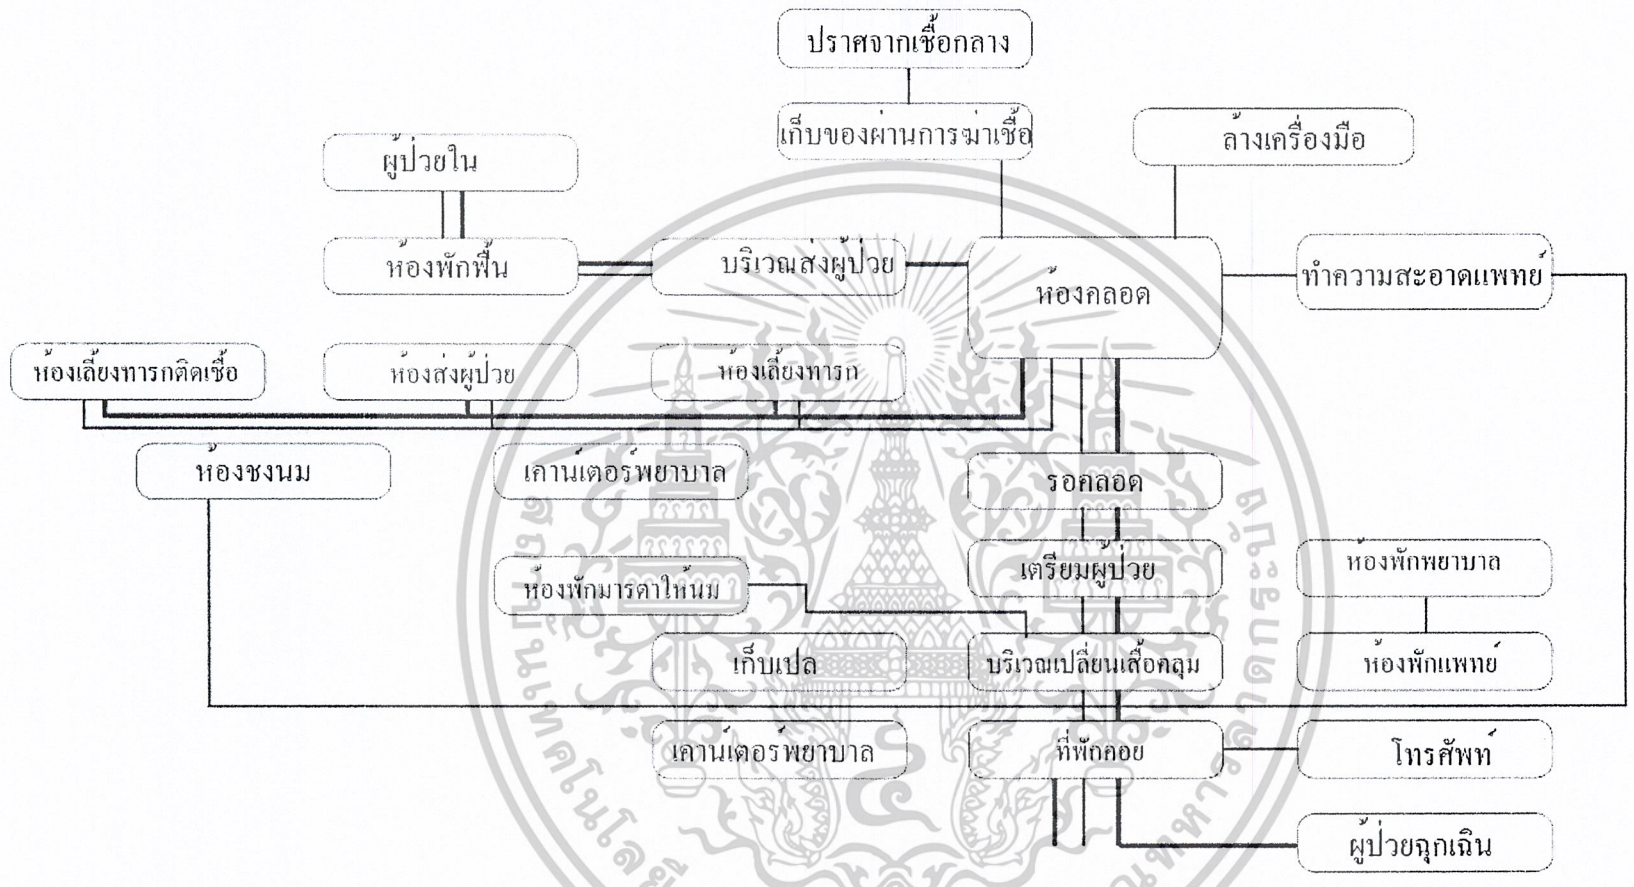 ปราศจากเชื้อกลาง
เก็บของผ่านการฆ่าเชื้อ
ล้างเครื่องมือ
ผู้ป่วยใน
ห้องพักฟื้น
บริเวณส่งผู้ป่วย
ห้องคลอด
ทำความสะอาดแพทย์
ห้องเลี้ยงทารกติดเชื้อ
ห้องส่งผู้ป่วย
ห้องเลี้ยงทารก
ห้องชงนม
เคาน์เตอร์พยาบาล
รอคลอด
เตรียมผู้ป่วย
ห้องพักพยาบาล
ห้องพักมารดาให้นม
เก็บเปล
บริเวณเปลี่ยนเสื้อคลุม
ห้องพักแพทย์
เคาน์เตอร์พยาบาล
ที่พักคอย
โทรศัพท์
ผู้ป่วยฉุกเฉิน